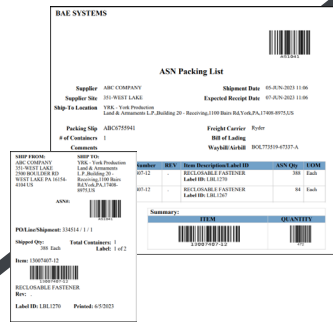 BAE SYSTEMS
451041
ASN Packing List
Supplier ABC COMPANY
Shipment Date 05-JUN-2023 11:06
Supplier Site 351-WEST LAKE
Expected Receipt Date 07-JUN-2023 11:06
Ship-To Location YRK - York Production
Land & Armaments L.P.,Building 20 - Receiving,1100 Bairs Rd,York,PA,17408-8975,US
Packing Slip ABC6755941
Freight Carrier Ryder
# of Containers 1
Bill of Lading
Comments
Waybill/Airbill BOL773519-67337-A
Number REV Item Description/Label ID ASN Qty UOM
07-12 . RECLOSABLE FASTENER 388 Each
Label ID: LBL1270
07-12 . RECLOSABLE FASTENER 84 Each
Label ID: LBL1267
Summary:
ITEM QUANTITY
13007407-12
SHIP FROM:
ABC COMPANY
351-WEST LAKE
2500 BOULDER RD
WEST LAKE PA 16154-
4104 US
SHIP TO:
YRK - York Production
Land & Armaments
L.P.,Building 20 -
Receiving,1100 Bairs
Rd,York,PA,17408-
8975,US
ASN#:
451041
PO/Line/Shipment: 334514 / 1 / 1
Shipped Qty: Total Containers: 1
388 Each Label: 1 of 2
Item: 13007407-12
13007407-12
RECLOSABLE FASTENER
Rev: .
Label ID: LBL1270 Printed: 6/5/2023